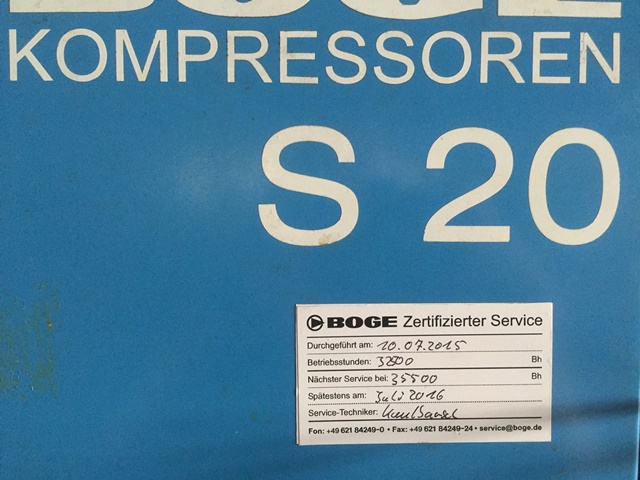 BOGE
KOMPRESSOREN
S 20
BOGE Zertifizierter Service
Durchgeführt am: 10.07.2015
Betriebsstunden: 32500 Bh
Nächster Service bei: 35500 Bh
Spätestens am: Juli 2016
Service-Techniker:
Fon: +49 621 84249-0 • Fax: +49 621 84249-24 • service@boge.de